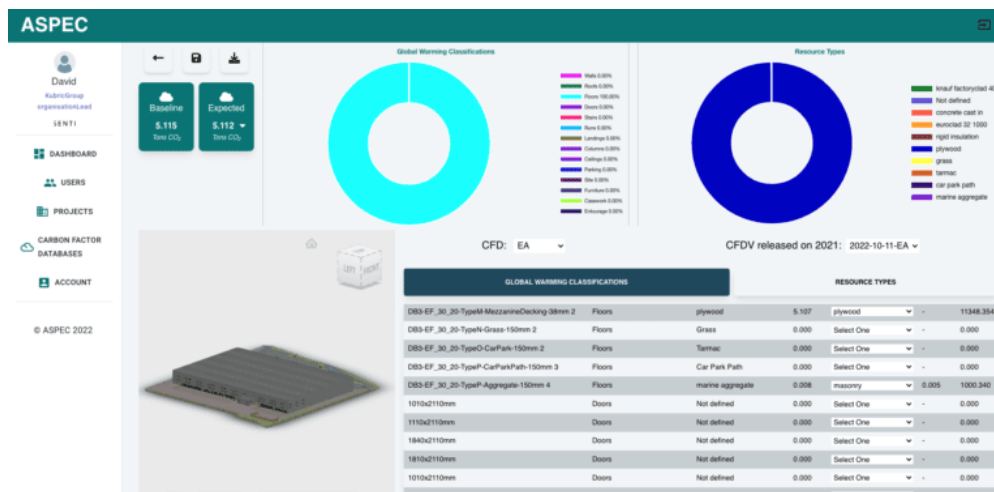 ASPEC
David
KubricGroup
organisationLead
SENTI
DASHBOARD
USERS
PROJECTS
CARBON FACTOR
DATABASES
ACCOUNT
© ASPEC 2022
Baseline
5.115
Tons CO₂
Expected
5.112
Tons CO₂
Global Warming Classifications
Walls 0.00%
Roofs 0.00%
Floors 100.00%
Doors 0.00%
Stairs 0.00%
Runs 0.00%
Landings 0.00%
Columns 0.00%
Ceilings 0.00%
Parking 0.00%
Site 0.00%
Furniture 0.00%
Casework 0.00%
Entourage 0.00%
Resource Types
knauf factoryclad 40
Not defined
concrete cast in
euroclad 32 1000
rigid insulation
plywood
grass
tarmac
car park path
marine aggregate
LEFT FRONT
CFD: EA
CFDV released on 2021: 2022-10-11-EA
GLOBAL WARMING CLASSIFICATIONS RESOURCE TYPES
DB3-EF_30_20-TypeM-MezzanineDecking-38mm 2 Floors plywood 5.107 plywood - 11348.354
DB3-EF_30_20-TypeN-Grass-150mm 2 Floors Grass 0.000 Select One - 0.000
DB3-EF_30_20-TypeO-CarPark-150mm 2 Floors Tarmac 0.000 Select One - 0.000
DB3-EF_30_20-TypeP-CarParkPath-150mm 3 Floors Car Park Path 0.000 Select One - 0.000
DB3-EF_30_20-TypeP-Aggregate-150mm 4 Floors marine aggregate 0.008 masonry 0.005 1000.340
1010x2110mm Doors Not defined 0.000 Select One - 0.000
1110x2110mm Doors Not defined 0.000 Select One - 0.000
1840x2110mm Doors Not defined 0.000 Select One - 0.000
1810x2110mm Doors Not defined 0.000 Select One - 0.000
1010x2110mm Doors Not defined 0.000 Select One - 0.000